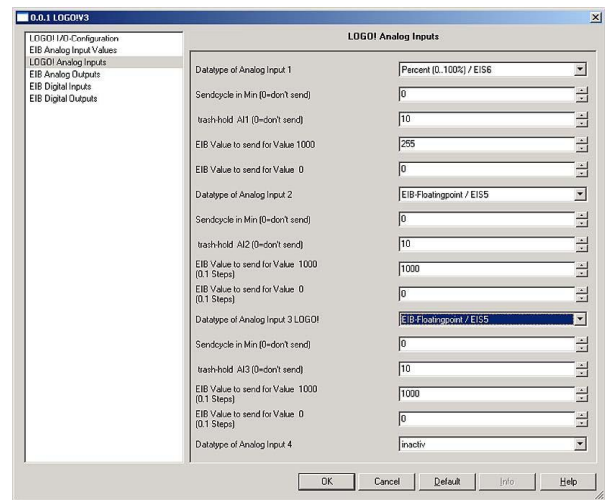 0.0.1 LOGO!V3
LOGO! I/O-Configuration
EIB Analog Input Values
LOGO! Analog Inputs
EIB Analog Outputs
EIB Digital Inputs
EIB Digital Outputs
LOGO! Analog Inputs
Datatype of Analog Input 1 Percent (0..100%) / EIS6
Sendcycle in Min (0=don't send) 0
trash-hold AI1 (0=don't send) 10
EIB Value to send for Value 1000 255
EIB Value to send for Value 0 0
Datatype of Analog Input 2 EIB-Floatingpoint / EIS5
Sendcycle in Min (0=don't send) 0
trash-hold AI2 (0=don't send) 10
EIB Value to send for Value 1000 1000
(0.1 Steps)
EIB Value to send for Value 0 0
(0.1 Steps)
Datatype of Analog Input 3 LOGO! EIB-Floatingpoint / EIS5
Sendcycle in Min (0=don't send) 0
trash-hold AI3 (0=don't send) 10
EIB Value to send for Value 1000 1000
(0.1 Steps)
EIB Value to send for Value 0 0
(0.1 Steps)
Datatype of Analog Input 4 inactiv
OK Cancel Default Info Help